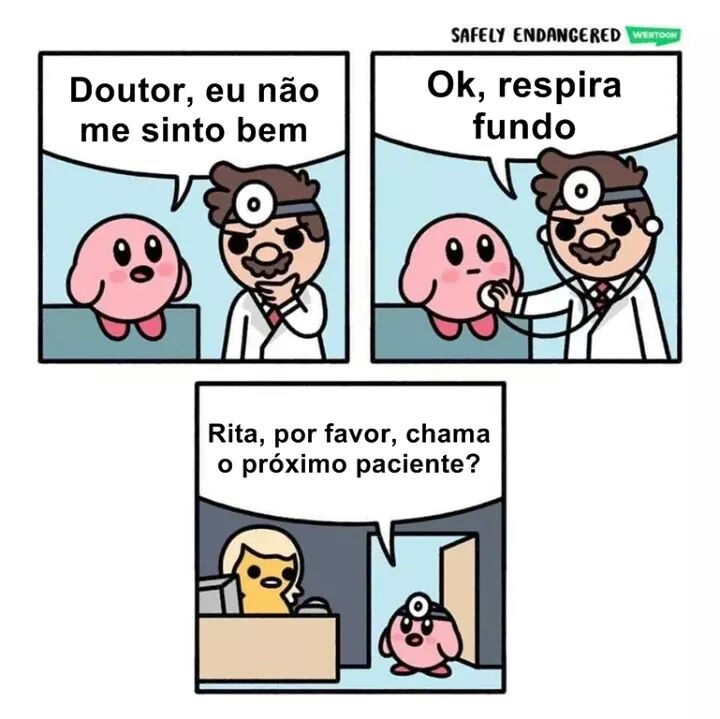 SAFELY ENDANGERED WEBTOON
Doutor, eu não
me sinto bem
Ok, respira
fundo
Rita, por favor, chama
o próximo paciente?